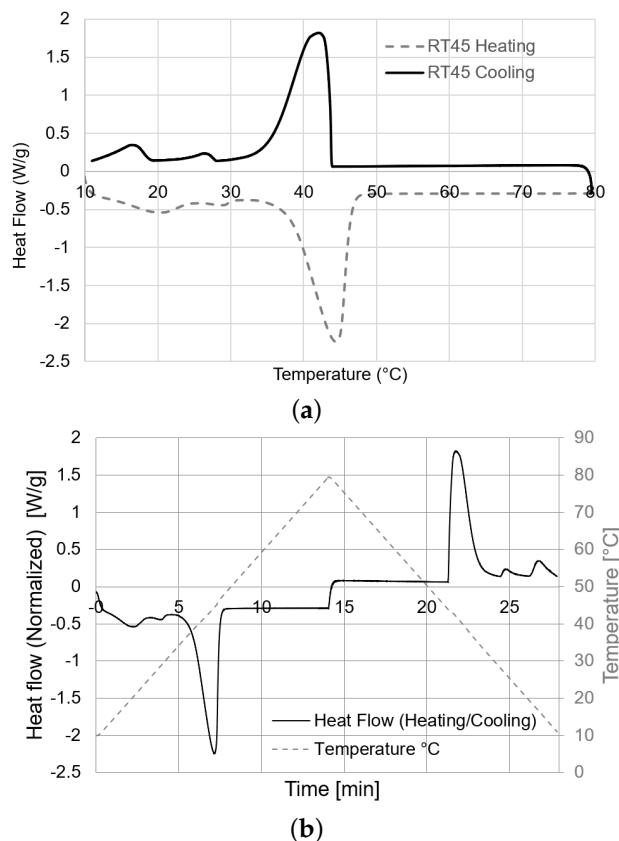 2
1.5
1
0.5
0
-0.5
-1
-1.5
-2
-2.5
Heat Flow (W/g)
RT45 Heating
RT45 Cooling
10 20 30 40 50 60 70 80
Temperature (°C)
(a)
2
1.5
1
0.5
0
-0.5
-1
-1.5
-2
-2.5
Heat flow (Normalized) [W/g]
0 5 10 15 20 25
Heat Flow (Heating/Cooling)
Temperature °C
90
80
70
60
50
40
30
20
10
0
Temperature [°C]
Time [min]
(b)